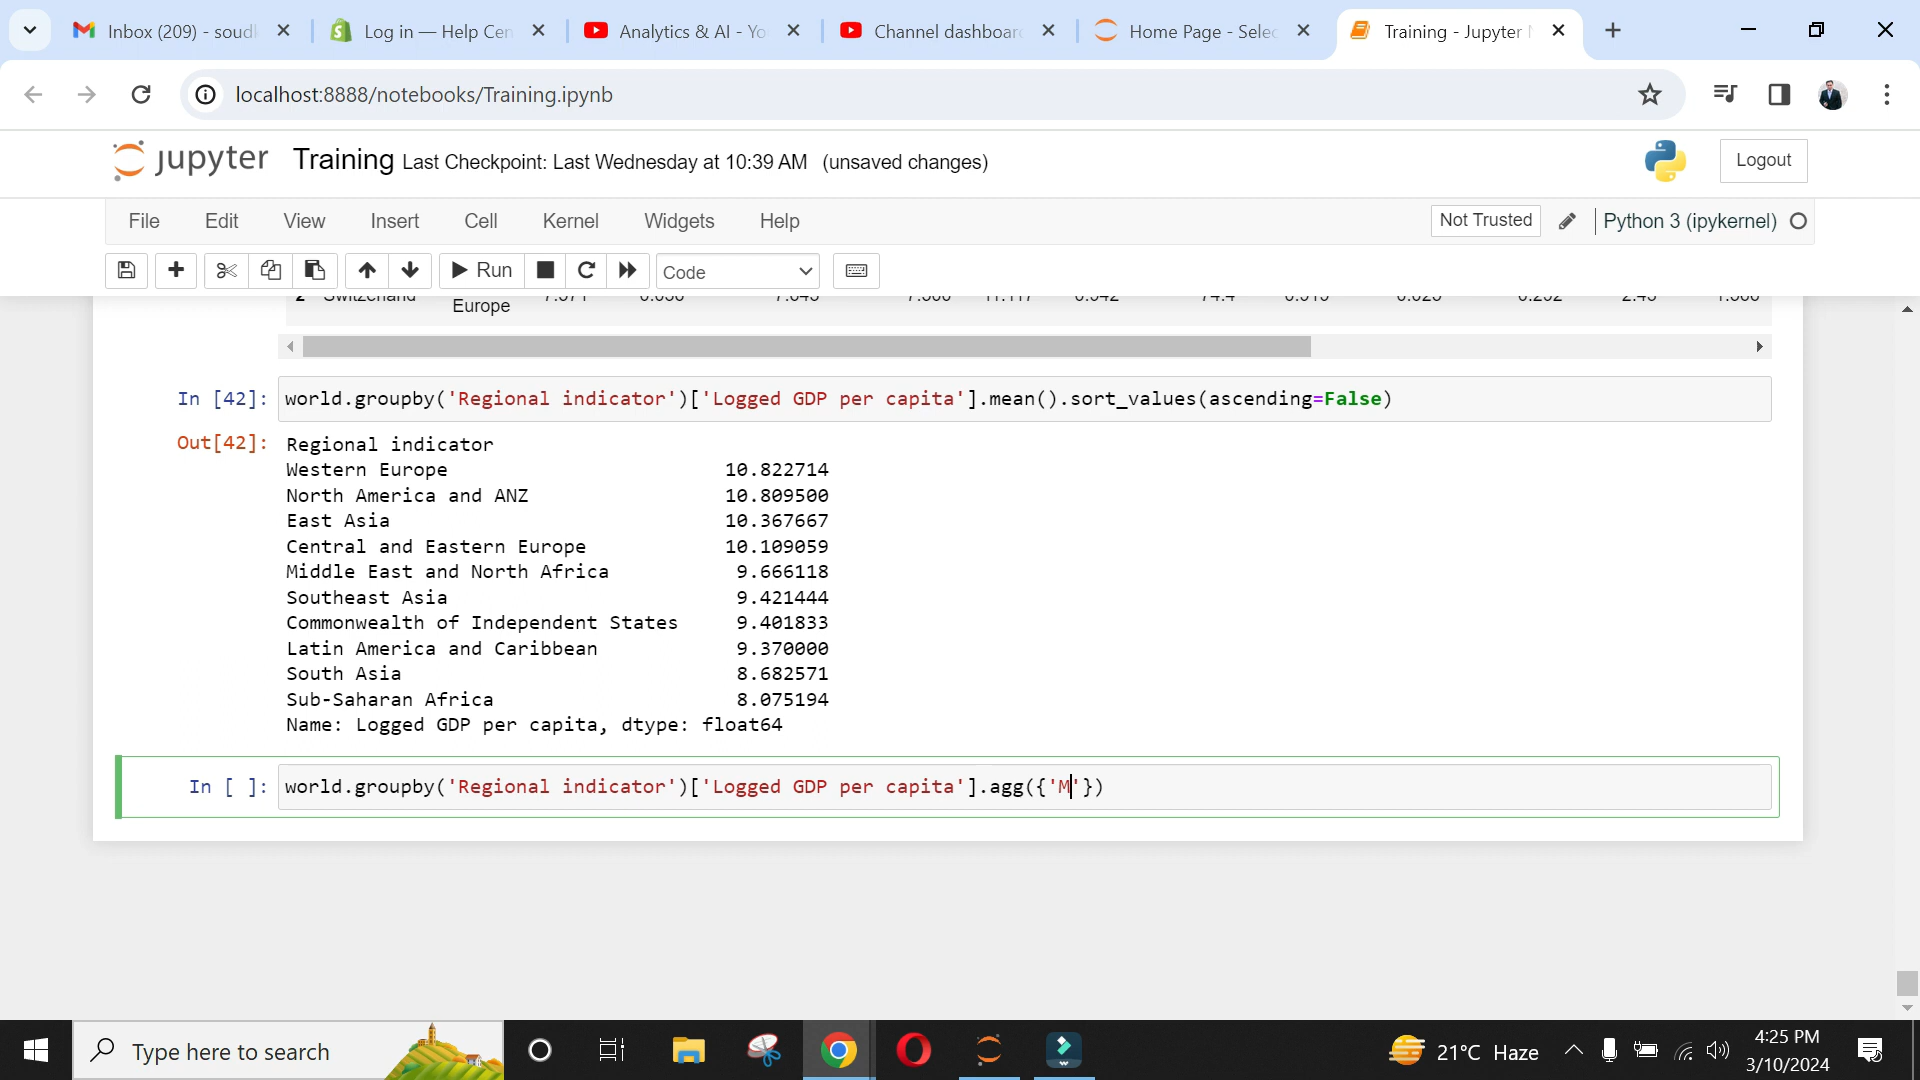 Inbox (209) - soud
Log in — Help Cen
Analytics & AI - Yo
Channel dashboar
Home Page - Selec
Training - Jupyter
localhost:8888/notebooks/Training.ipynb
jupyter Training Last Checkpoint: Last Wednesday at 10:39 AM (unsaved changes)
Logout
File Edit View Insert Cell Kernel Widgets Help
Not Trusted
Python 3 (ipykernel)
Run
Code
Europe
In [42]: world.groupby('Regional indicator')['Logged GDP per capita'].mean().sort_values(ascending=False)
Out[42]: Regional indicator
Western Europe 10.822714
North America and ANZ 10.809500
East Asia 10.367667
Central and Eastern Europe 10.109059
Middle East and North Africa 9.666118
Southeast Asia 9.421444
Commonwealth of Independent States 9.401833
Latin America and Caribbean 9.370000
South Asia 8.682571
Sub-Saharan Africa 8.075194
Name: Logged GDP per capita, dtype: float64
In [ ]: world.groupby('Regional indicator')['Logged GDP per capita'].agg({'M'})
Type here to search
21°C Haze
4:25 PM
3/10/2024